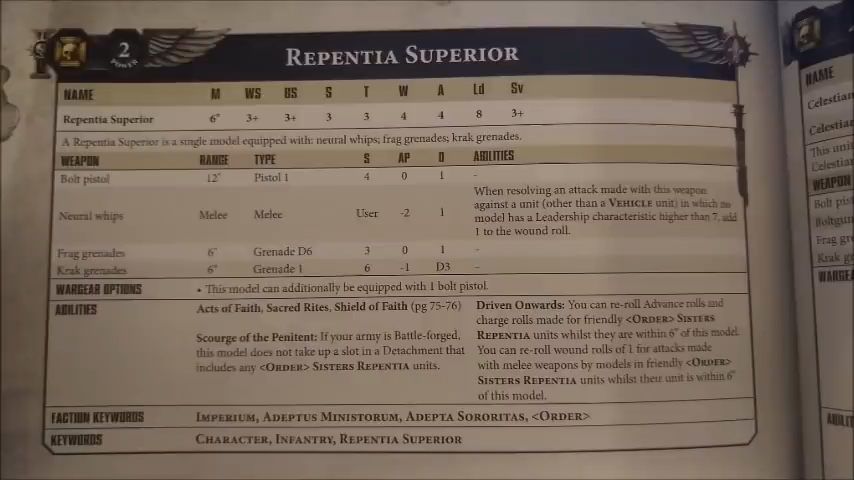 2
POWER
REPENTIA SUPERIOR
NAME M WS BS S T W A Ld Sv
Repentia Superior 6" 3+ 3+ 3 3 4 4 8 3+
A Repentia Superior is a single model equipped with: neural whips; frag grenades; krak grenades.
WEAPON RANGE TYPE S AP D ABILITIES
Bolt pistol 12" Pistol 1 4 0 1 -
Neural whips Melee Melee User -2 1 When resolving an attack made with this weapon
against a unit (other than a VEHICLE unit) in which no
model has a Leadership characteristic higher than 7, add
1 to the wound roll.
Frag grenades 6" Grenade D6 3 0 1 -
Krak grenades 6" Grenade 1 6 -1 D3 -
WARGEAR OPTIONS • This model can additionally be equipped with 1 bolt pistol.
ABILITIES
Acts of Faith, Sacred Rites, Shield of Faith (pg 75-76)
Scourge of the Penitent: If your army is Battle-forged,
this model does not take up a slot in a Detachment that
includes any <ORDER> SISTERS REPENTIA units.
Driven Onwards: You can re-roll Advance rolls and
charge rolls made for friendly <ORDER> SISTERS
REPENTIA units whilst they are within 6" of this model.
You can re-roll wound rolls of 1 for attacks made
with melee weapons by models in friendly <ORDER>
SISTERS REPENTIA units whilst their unit is within 6"
of this model.
FACTION KEYWORDS IMPERIUM, ADEPTUS MINISTORUM, ADEPTA SORORITAS, <ORDER>
KEYWORDS CHARACTER, INFANTRY, REPENTIA SUPERIOR
NAME
Celestian
Celestian
This unit
Celestian
WEAPON
Bolt pist
Boltgun
Frag gr
Krak g
WARGEA